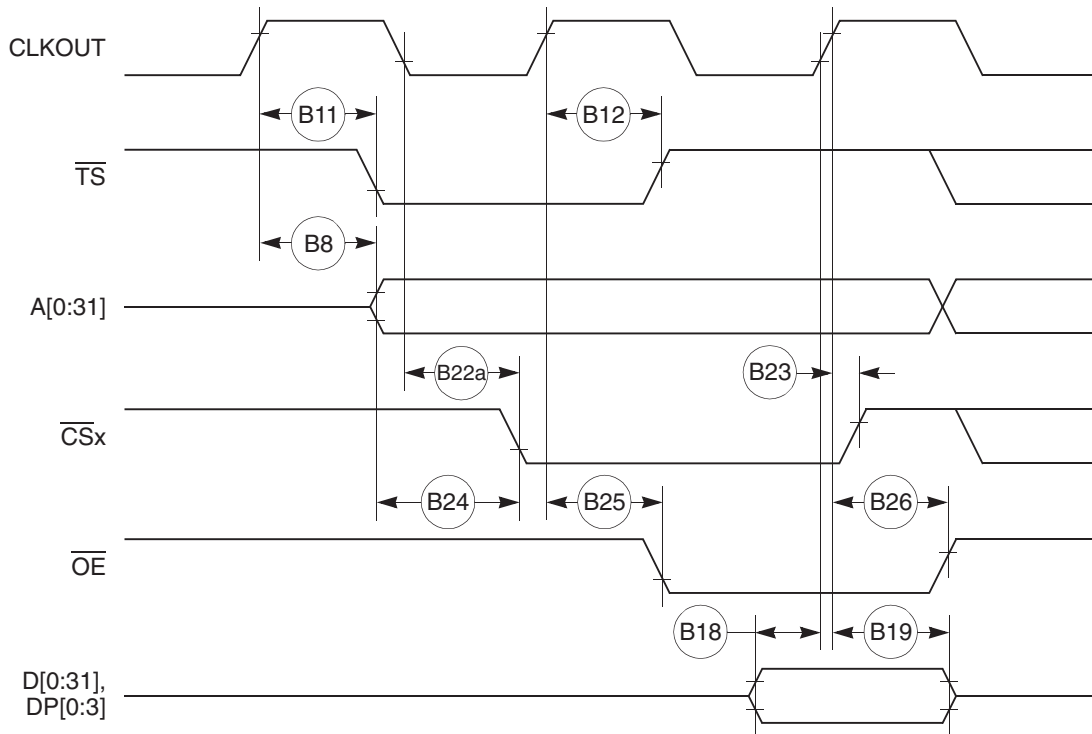 CLKOUT
B11
B12
TS
B8
A[0:31]
B22a
B23
CSx
B24
B25
B26
OE
B18
B19
D[0:31],
DP[0:3]